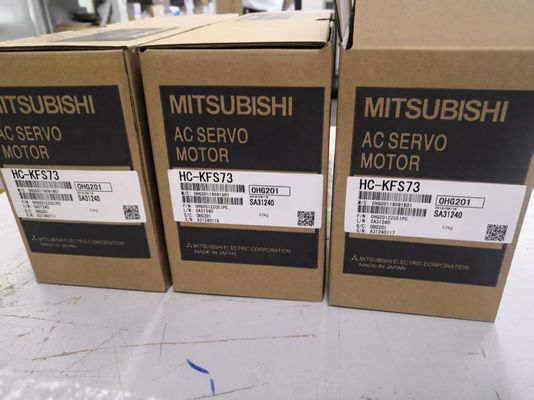 MITSUBISHI
AC SERVO
MOTOR
HC-KFS73
OHG201
SA31240
MITSUBISHI ELECTRIC CORPORATION
MADE IN JAPAN
MITSUBISHI
AC SERVO
MOTOR
HC-KFS73
OHG201
SA31240
3.0kg
MITSUBISHI ELECTRIC CORPORATION
MADE IN JAPAN
MITSUBISHI
AC SERVO
MOTOR
HC-KFS73
OHG201
SA31240
3.0kg
MITSUBISHI ELECTRIC CORPORATION
MADE IN JAPAN